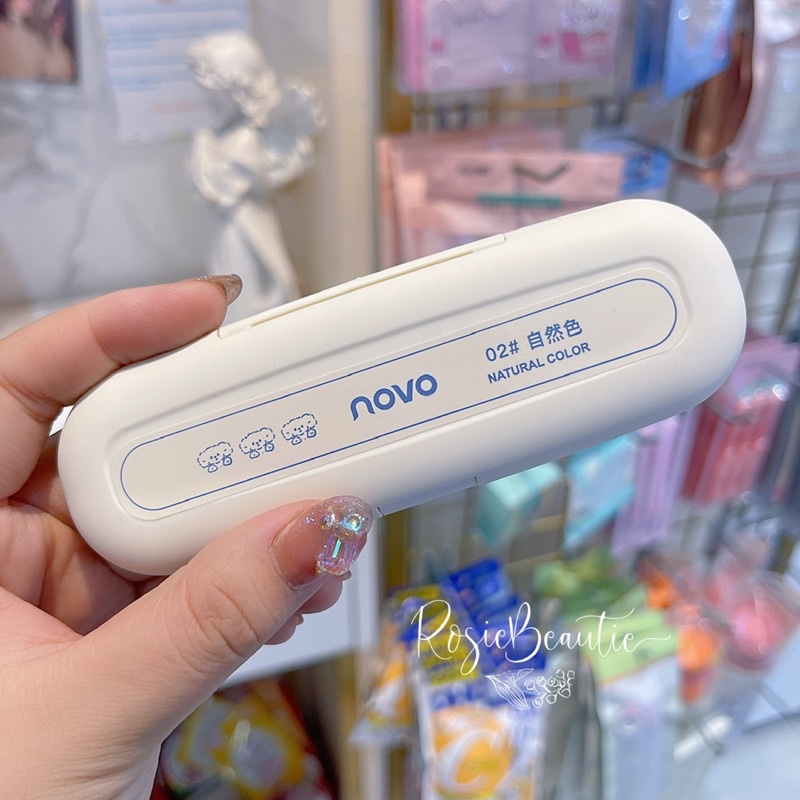 02# 自然色
novo
NATURAL COLOR
RosieBeautie